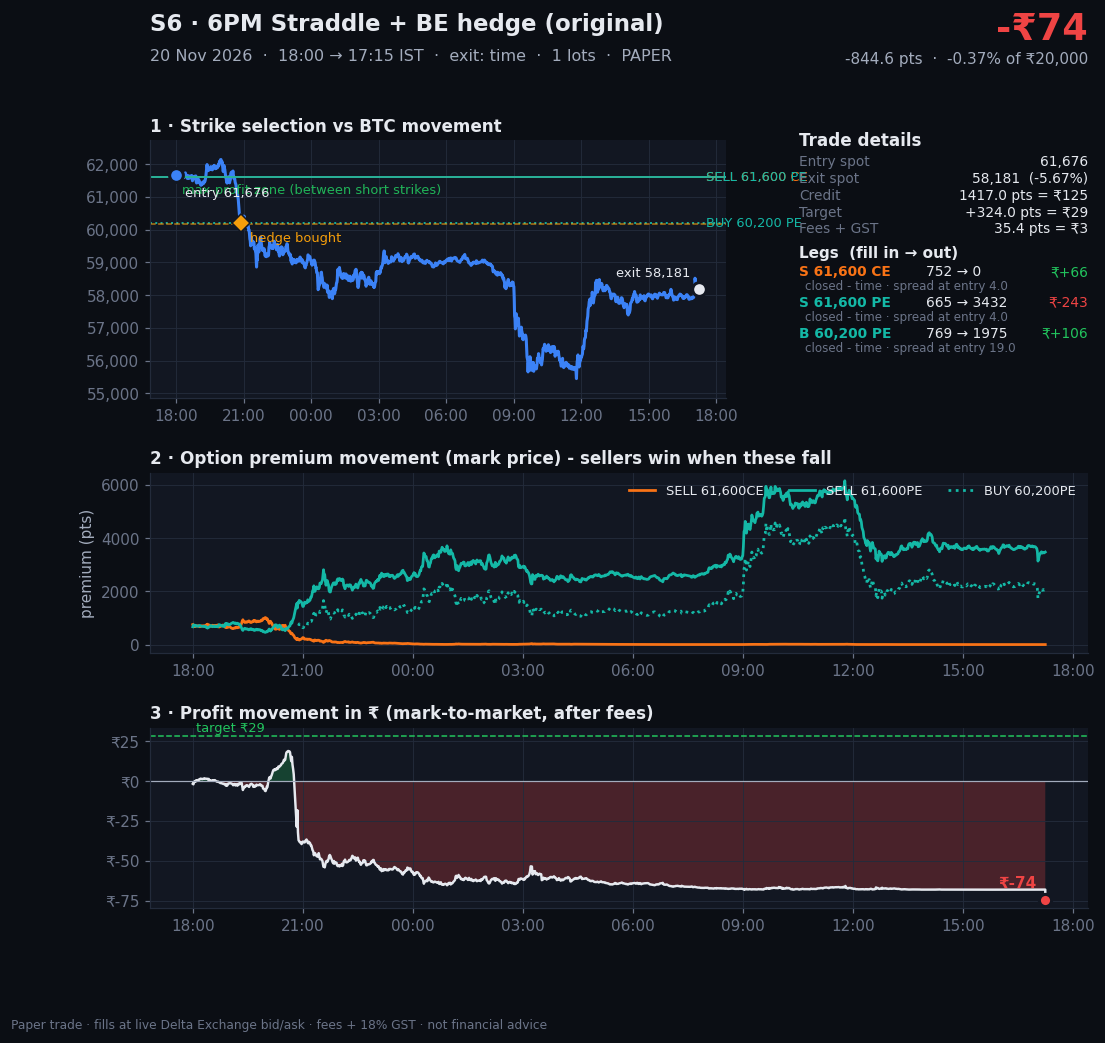 S6 · 6PM Straddle + BE hedge (original)
-₹74
20 Nov 2026 · 18:00 → 17:15 IST · exit: time · 1 lots · PAPER
-844.6 pts · -0.37% of ₹20,000
1 · Strike selection vs BTC movement
62,000
61,000
60,000
59,000
58,000
57,000
56,000
55,000
SELL 61,600 PE
max profit zone (between short strikes)
entry 61,676
BUY 60,200 PE
hedge bought
exit 58,181
18:00 21:00 00:00 03:00 06:00 09:00 12:00 15:00 18:00
Trade details
Entry spot 61,676
Exit spot 58,181 (-5.67%)
Credit 1417.0 pts = ₹125
Target +324.0 pts = ₹29
Fees + GST 35.4 pts = ₹3
Legs (fill in → out)
S 61,600 CE 752 → 0 ₹+66
closed - time · spread at entry 4.0
S 61,600 PE 665 → 3432 ₹-243
closed - time · spread at entry 4.0
B 60,200 PE 769 → 1975 ₹+106
closed - time · spread at entry 19.0
2 · Option premium movement (mark price) - sellers win when these fall
premium (pts)
6000
4000
2000
0
SELL 61,600CE SELL 61,600PE BUY 60,200PE
18:00 21:00 00:00 03:00 06:00 09:00 12:00 15:00 18:00
3 · Profit movement in ₹ (mark-to-market, after fees)
target ₹29
₹25
₹0
₹-25
₹-50
₹-75
₹-74
18:00 21:00 00:00 03:00 06:00 09:00 12:00 15:00 18:00
Paper trade · fills at live Delta Exchange bid/ask · fees + 18% GST · not financial advice